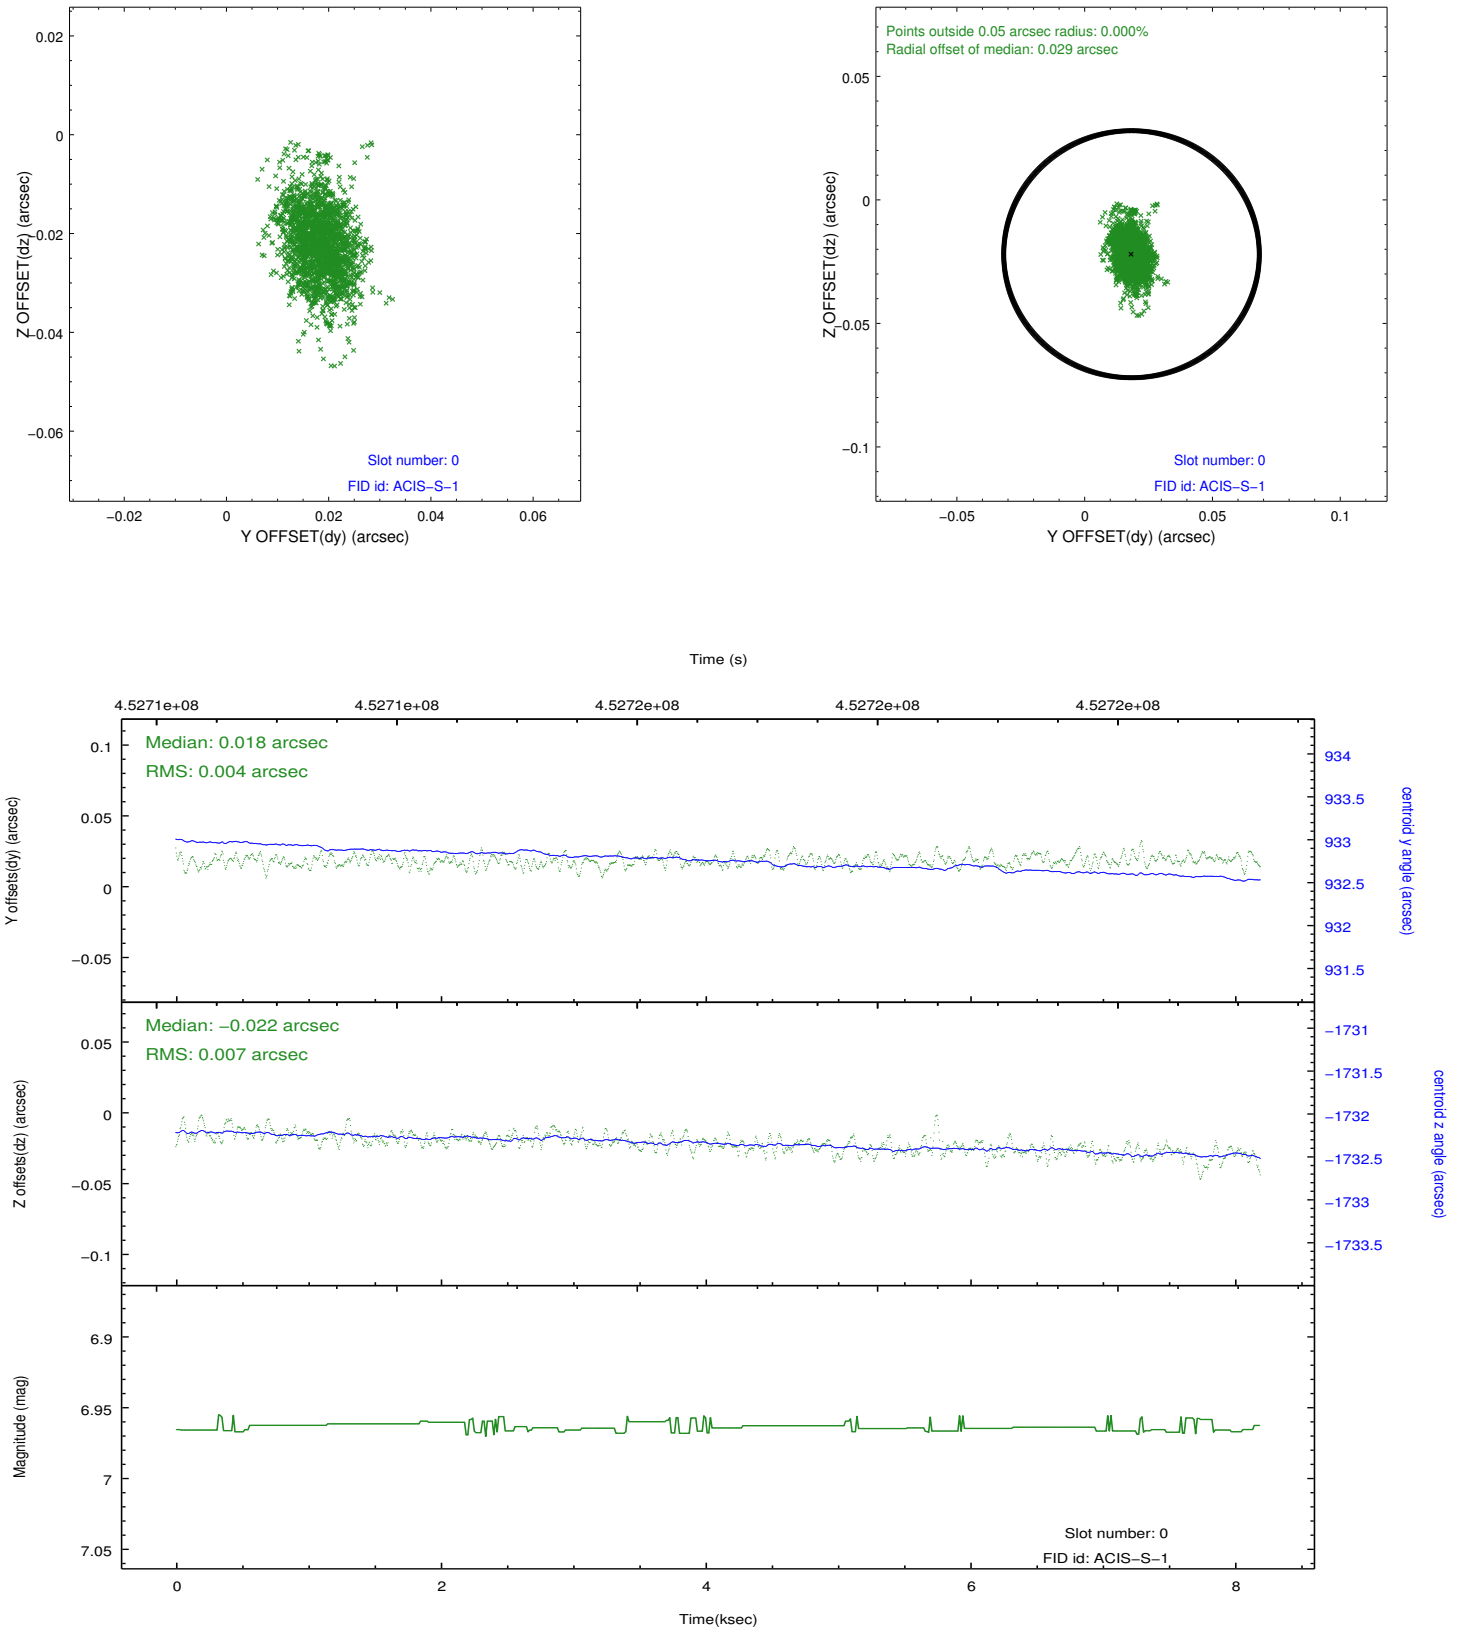 0.02
0
−0.02
−0.04
−0.06
Z OFFSET(dz) (arcsec)
Slot number: 0
FID id: ACIS−S−1
−0.02
0
0.02
0.04
0.06
Y OFFSET(dy) (arcsec)
Points outside 0.05 arcsec radius: 0.000%
Radial offset of median: 0.029 arcsec
0.05
0
−0.05
−0.1
Z OFFSET(dz) (arcsec)
Slot number: 0
FID id: ACIS−S−1
−0.05
0
0.05
0.1
Y OFFSET(dy) (arcsec)
Time (s)
4.5271e+08
4.5271e+08
4.5272e+08
4.5272e+08
4.5272e+08
Median: 0.018 arcsec
RMS: 0.004 arcsec
0.1
0.05
0
−0.05
Y offsets(dy) (arcsec)
934
933.5
933
932.5
932
931.5
centroid y angle (arcsec)
Median: −0.022 arcsec
RMS: 0.007 arcsec
0.05
0
−0.05
−0.1
Z offsets(dz) (arcsec)
−1731
−1731.5
−1732
−1732.5
−1733
−1733.5
centroid z angle (arcsec)
6.9
6.95
7
7.05
Magnitude (mag)
Slot number: 0
FID id: ACIS−S−1
0
2
4
6
8
Time(ksec)